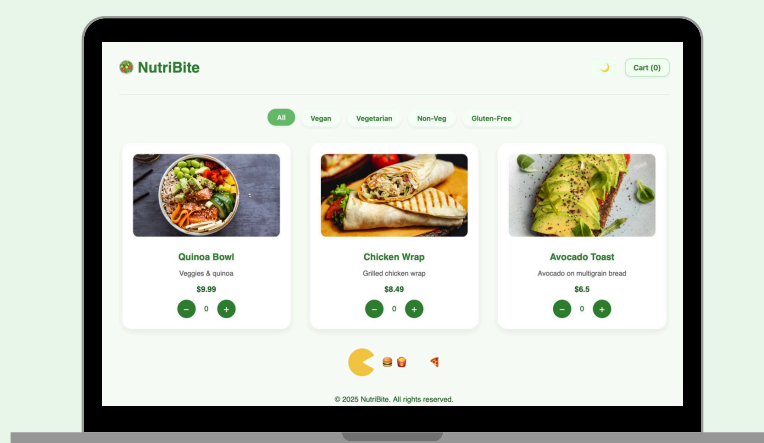 NutriBite
Cart (0)
All
Vegan
Vegetarian
Non-Veg
Gluten-Free
Quinoa Bowl
Veggies & quinoa
$9.99
− 0 +
Chicken Wrap
Grilled chicken wrap
$8.49
− 0 +
Avocado Toast
Avocado on multigrain bread
$6.5
− 0 +
© 2025 NutriBite. All rights reserved.